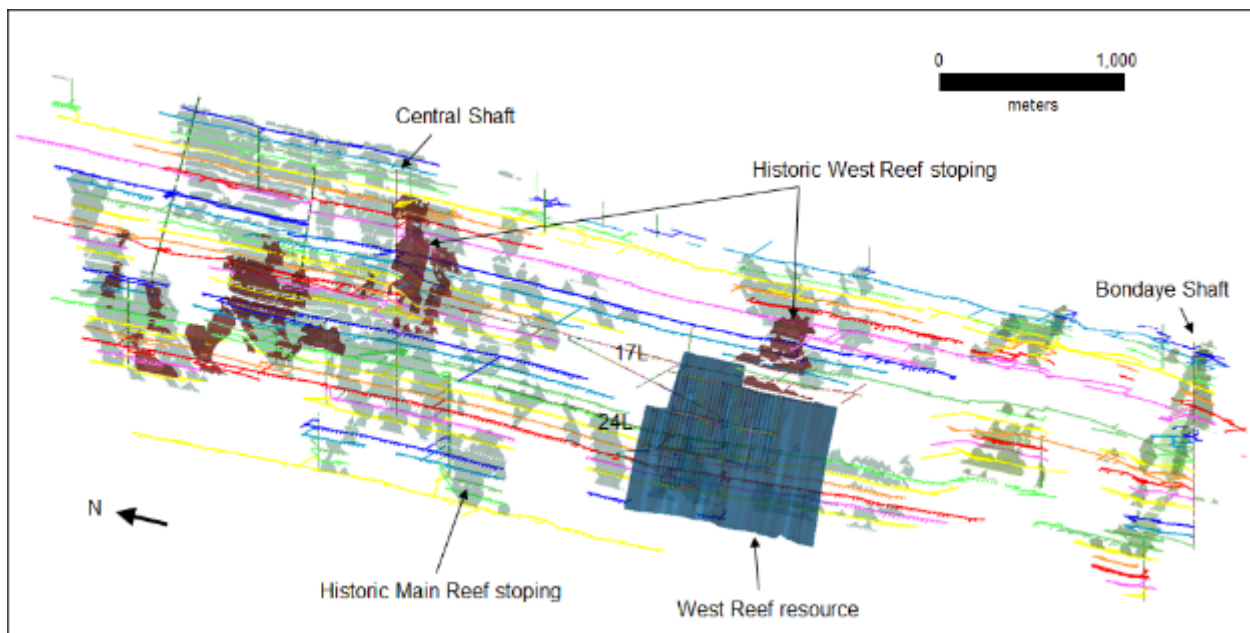 0 1,000
meters
Central Shaft
Historic West Reef stoping
Bondaye Shaft
17L
24L
N
Historic Main Reef stoping
West Reef resource